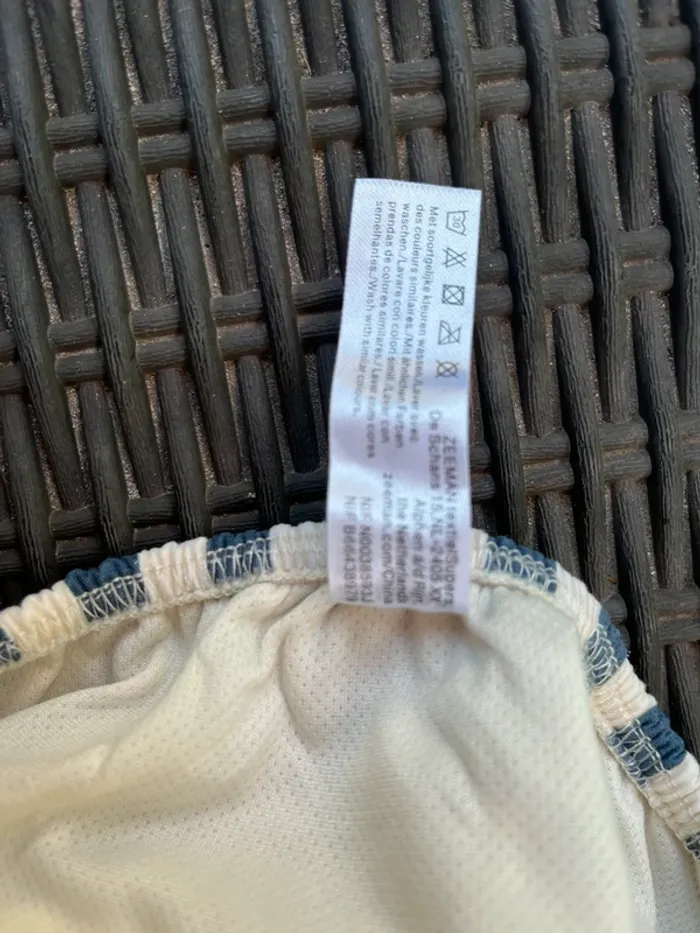 30
Met soortgelijke kleuren wassen./Laver avec
des couleurs similaires./Mit ähnlichen Farben
waschen./Lavare con colori simili./Lavar con
prendas de colores similares./Lavar com cores
semelhantes./Wash with similar colours.
ZEEMAN textielSupers
De Schans 15, NL-2405 XX
Alphen aan den Rijn
the Netherlands
zeeman.com/China